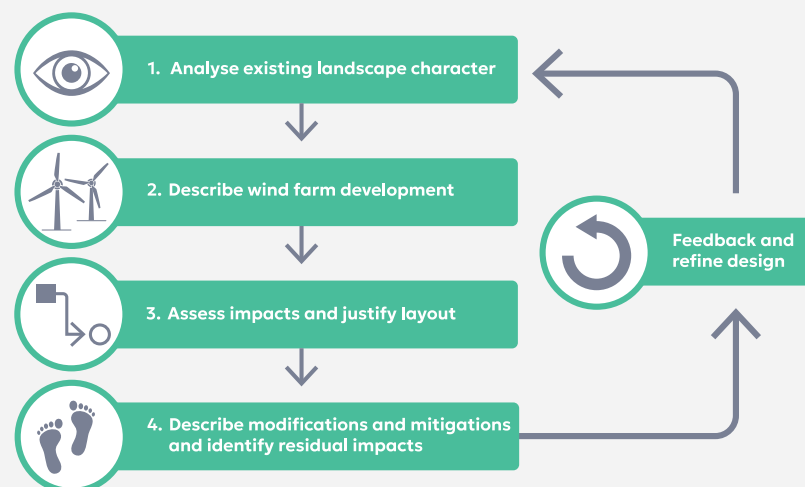 1. Analyse existing landscape character
2. Describe wind farm development
3. Assess impacts and justify layout
4. Describe modifications and mitigations
and identify residual impacts
Feedback and
refine design